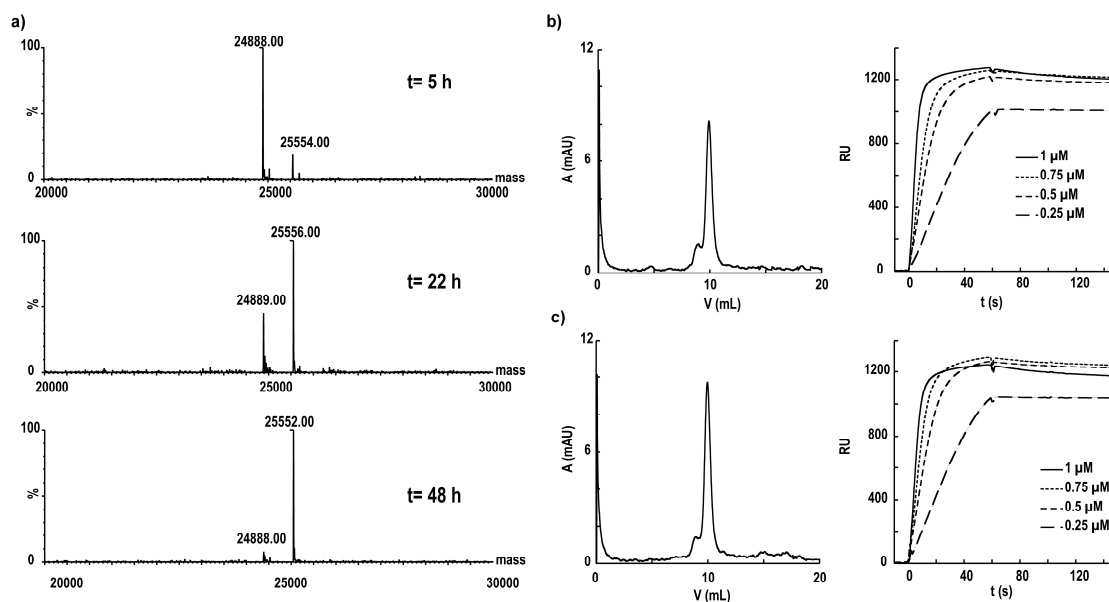 a)
24888.00
100
t= 5 h
%
25554.00
0
mass
20000
25000
30000
25556.00
100
t= 22 h
24889.00
%
0
mass
20000
25000
30000
25552.00
100
t= 48 h
%
24888.00
0
mass
20000
25000
30000
b)
12
9
6
3
0
A (mAU)
0
10
20
V (mL)
1200
800
400
0
RU
1 µM
0.75 µM
0.5 µM
0.25 µM
0
40
80
120
t (s)
c)
12
9
6
3
0
A (mAU)
0
10
20
V (mL)
1200
800
400
0
RU
1 µM
0.75 µM
0.5 µM
0.25 µM
0
40
80
120
t (s)